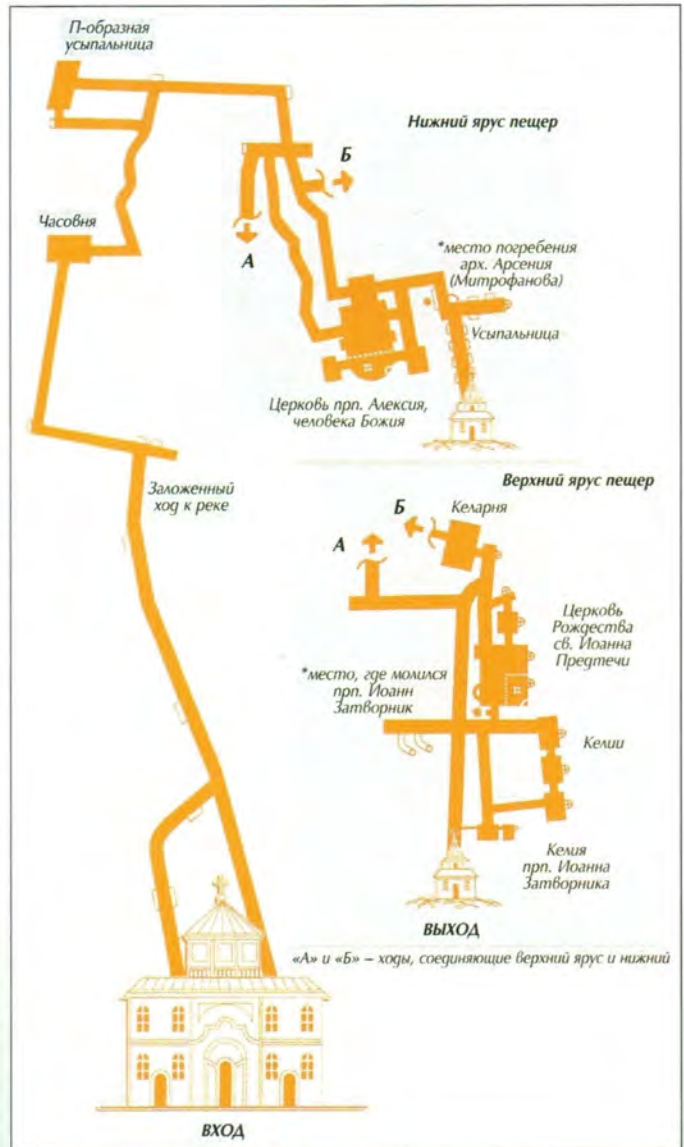 П-образная
усыпальница
Нижний ярус пещер
Б
Часовня
А
*место погребения
арх. Арсения
(Митрофанова)
Усыпальница
Церковь прп. Алексия,
человека Божия
Заложенный
ход к реке
Верхний ярус пещер
Б
Келарня
А
Церковь
Рождества
св. Иоанна
Предтечи
*место, где молился
прп. Иоанн
Затворник
Келии
Келия
прп. Иоанна
Затворника
ВЫХОД
«А» и «Б» – ходы, соединяющие верхний ярус и нижний
ВХОД